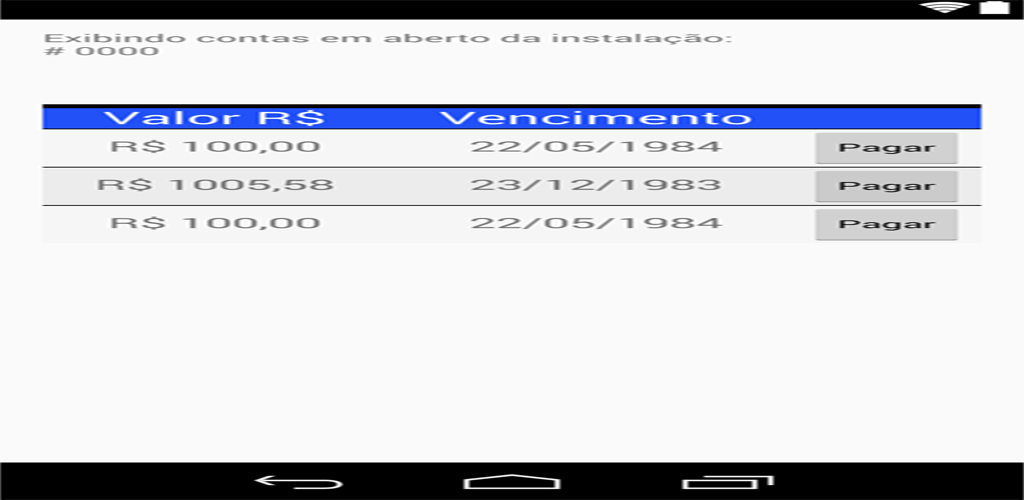 Exibindo contas em aberto da instalação:
# 0000
Valor R$ Vencimento
R$ 100,00 22/05/1984 Pagar
R$ 1005,58 23/12/1983 Pagar
R$ 100,00 22/05/1984 Pagar